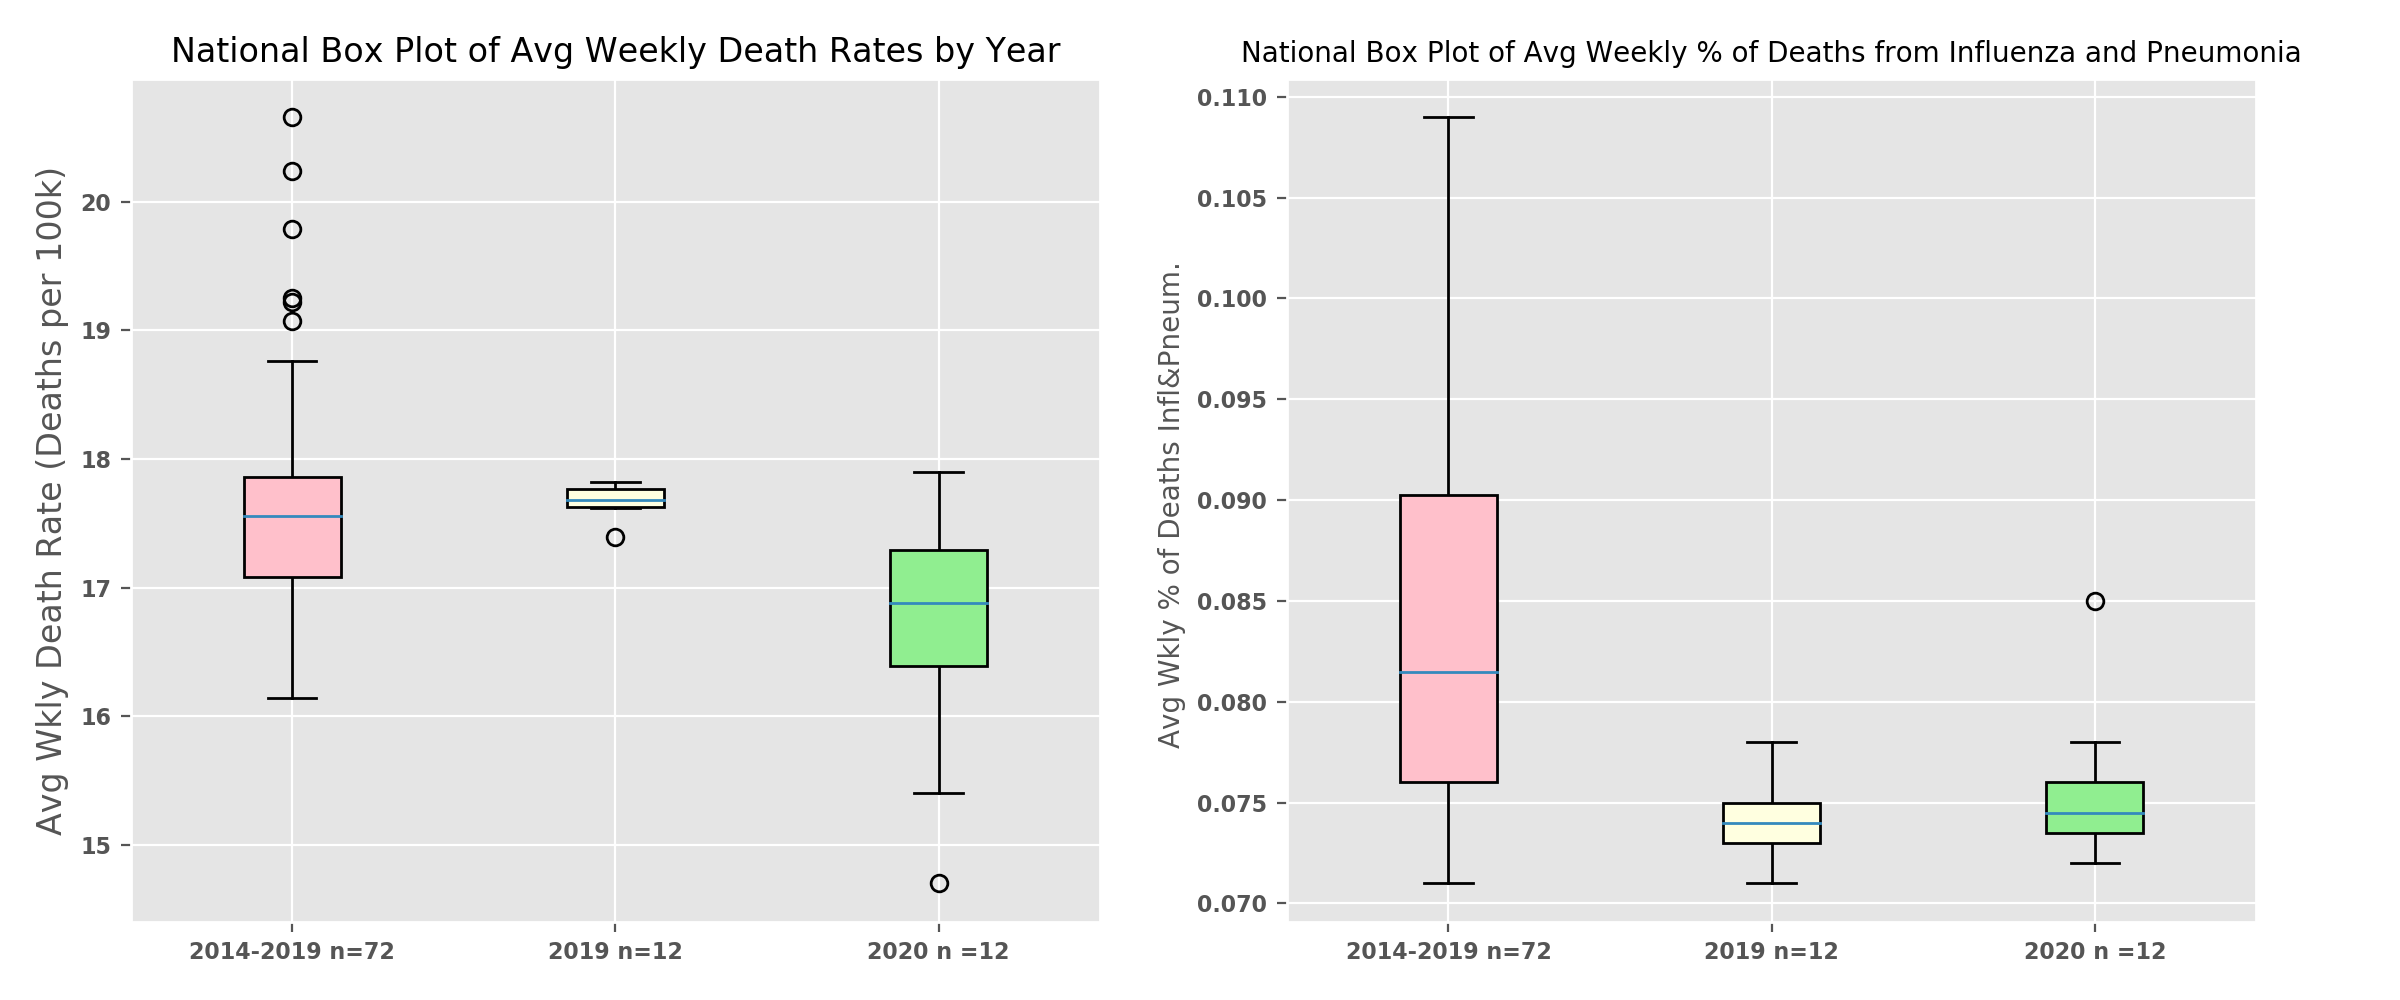 National Box Plot of Avg Weekly Death Rates by Year
Avg Wkly Death Rate (Deaths per 100k)
20
19
18
17
16
15
2014-2019 n=72
2019 n=12
2020 n =12
National Box Plot of Avg Weekly % of Deaths from Influenza and Pneumonia
Avg Wkly % of Deaths Infl&Pneum.
0.110
0.105
0.100
0.095
0.090
0.085
0.080
0.075
0.070
2014-2019 n=72
2019 n=12
2020 n =12